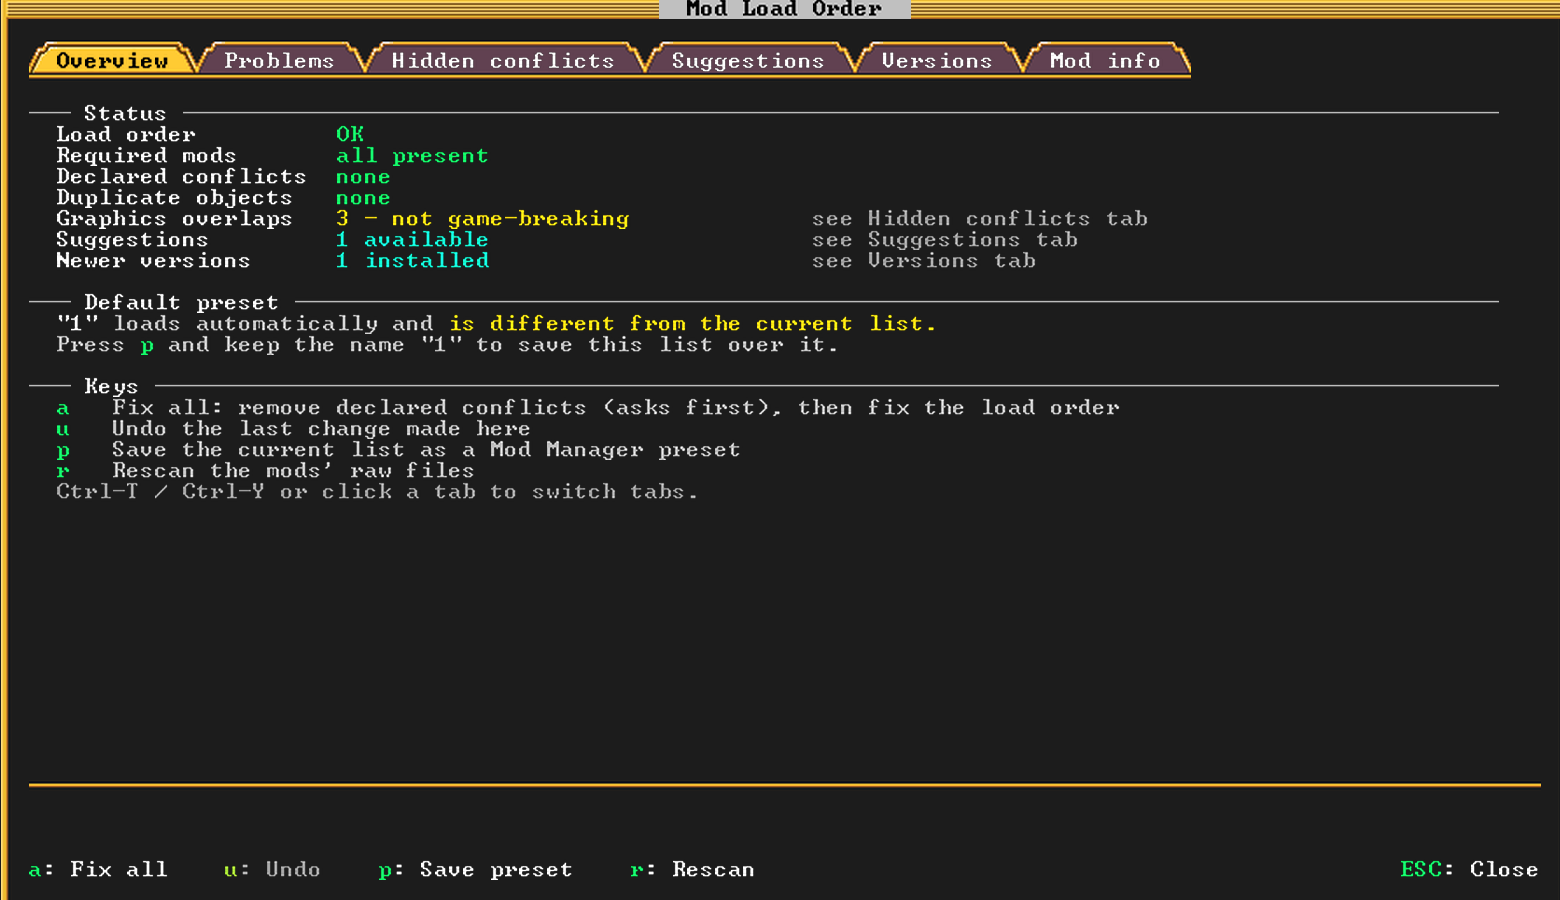 Mod Load Order
Overview Problems Hidden conflicts Suggestions Versions Mod info
Status
Load order OK
Required mods all present
Declared conflicts none
Duplicate objects none
Graphics overlaps 3 - not game-breaking see Hidden conflicts tab
Suggestions 1 available see Suggestions tab
Newer versions 1 installed see Versions tab
Default preset
"1" loads automatically and is different from the current list.
Press p and keep the name "1" to save this list over it.
Keys
a Fix all: remove declared conflicts (asks first), then fix the load order
u Undo the last change made here
p Save the current list as a Mod Manager preset
r Rescan the mods' raw files
Ctrl-T / Ctrl-Y or click a tab to switch tabs.
a: Fix all u: Undo p: Save preset r: Rescan ESC: Close